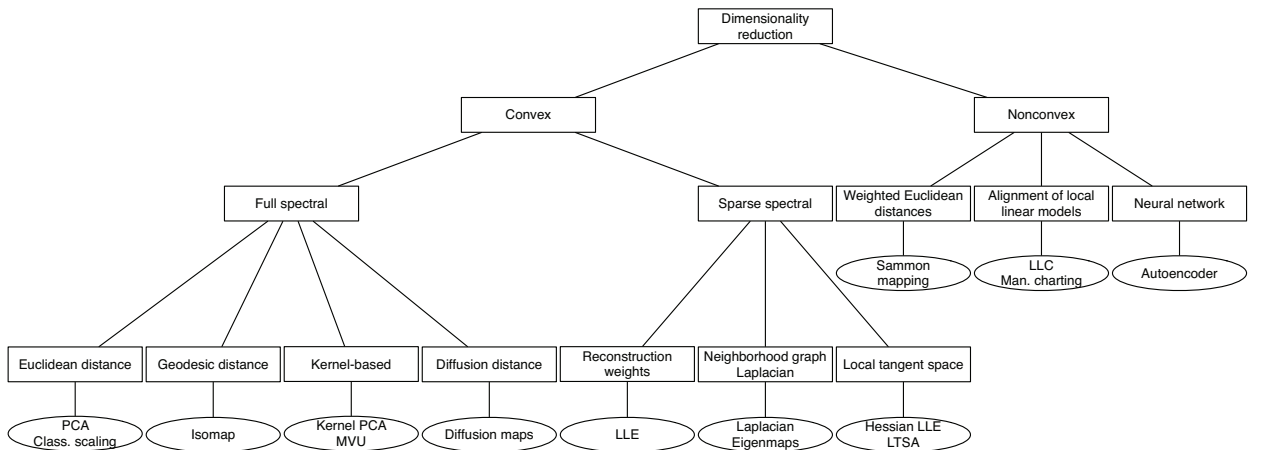 Dimensionality
reduction
Convex
Nonconvex
Full spectral
Sparse spectral
Weighted Euclidean
distances
Alignment of local
linear models
Neural network
Sammon
mapping
LLC
Man. charting
Autoencoder
Euclidean distance
Geodesic distance
Kernel-based
Diffusion distance
Reconstruction
weights
Neighborhood graph
Laplacian
Local tangent space
PCA
Class. scaling
Isomap
Kernel PCA
MVU
Diffusion maps
LLE
Laplacian
Eigenmaps
Hessian LLE
LTSA